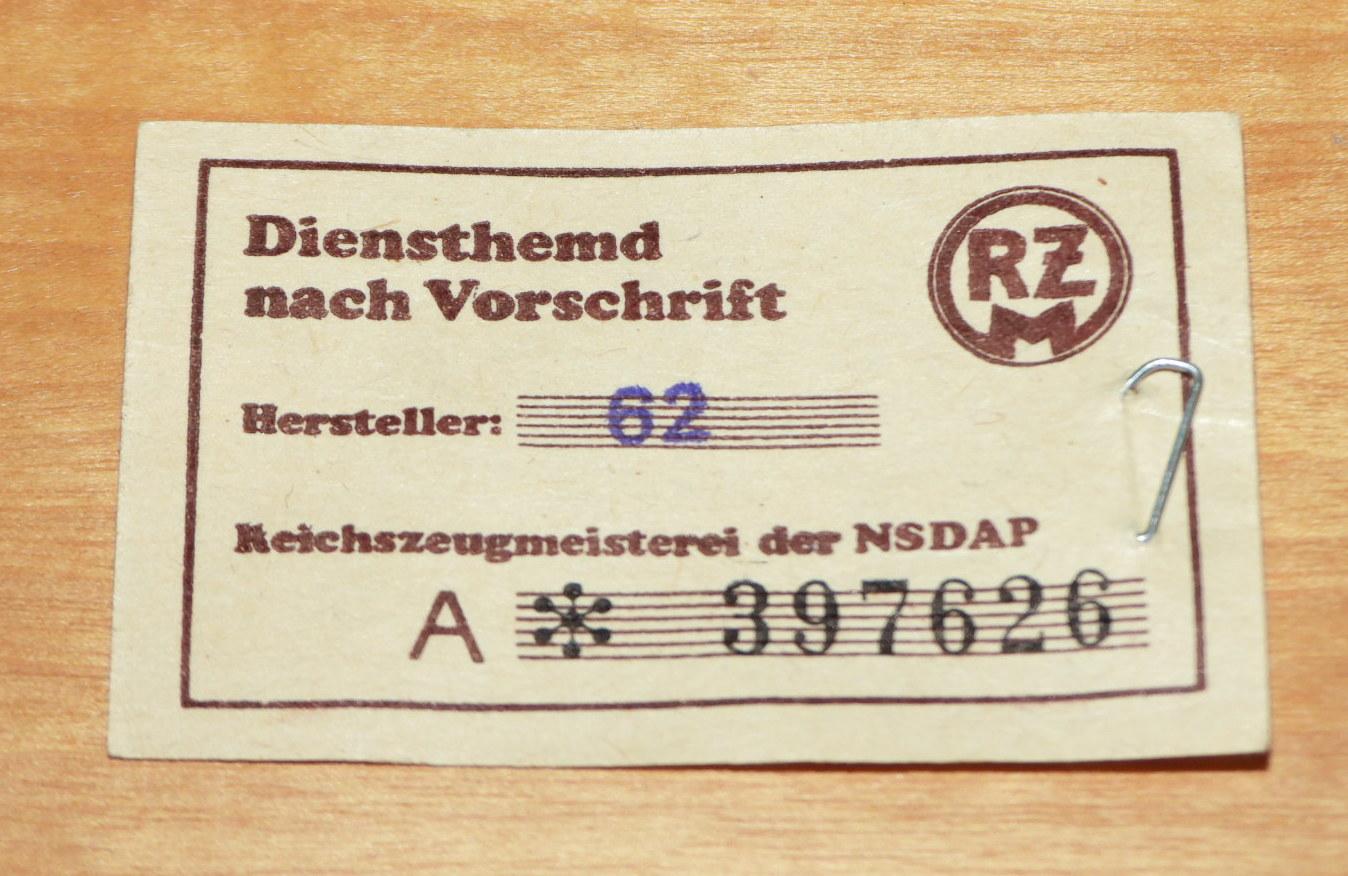 Diensthemd
nach Vorschrift
RZM
Hersteller: 62
Reichszeugmeisterei der NSDAP
A * 397626